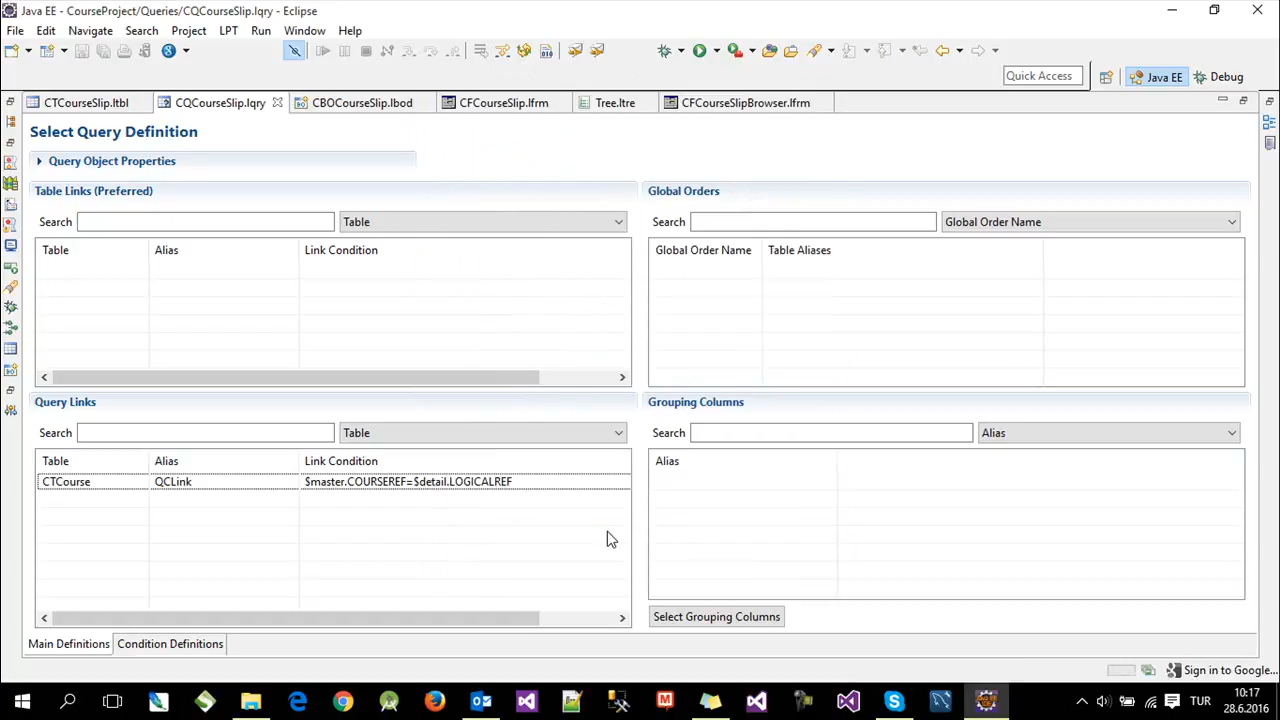 Java EE - CourseProject/Queries/CQCourseSlip.lqry - Eclipse
File Edit Navigate Search Project LPT Run Window Help
Quick Access Java EE Debug
CTCourseSlip.ltbl CQCourseSlip.lqry CBOCourseSlip.lbod CFCourseSlip.lfrm Tree.ltre CFCourseSlipBrowser.lfrm
Select Query Definition
Query Object Properties
Table Links (Preferred) Global Orders
Search Table Search Global Order Name
Table Alias Link Condition Global Order Name Table Aliases
Query Links Grouping Columns
Search Table Search Alias
Table Alias Link Condition Alias
CTCourse QCLink $master.COURSEREF=$detail.LOGICALREF
Select Grouping Columns
Main Definitions Condition Definitions
Sign in to Google...
TUR 10:17
28.6.2016